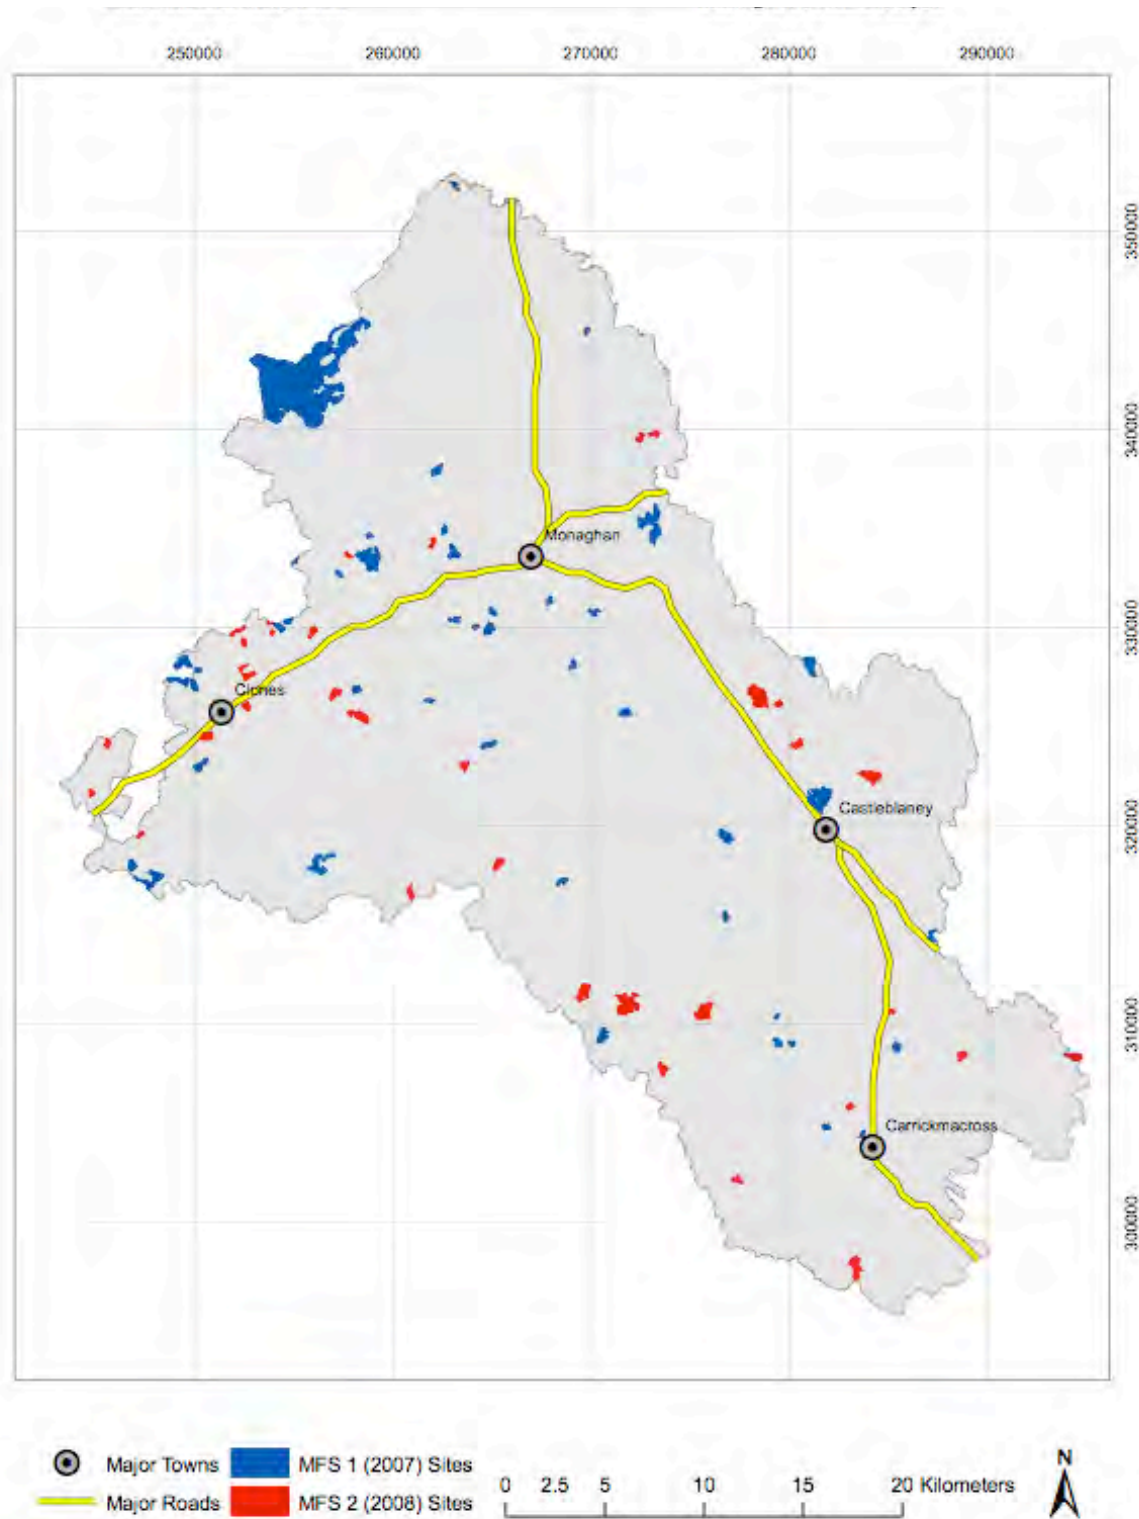 250000 260000 270000 280000 290000
350000
340000
Monaghan
330000
Clones
Castleblaney
320000
310000
Carrickmacross
300000
N
Major Towns MFS 1 (2007) Sites
0 2.5 5 10 15 20 Kilometers
Major Roads MFS 2 (2008) Sites